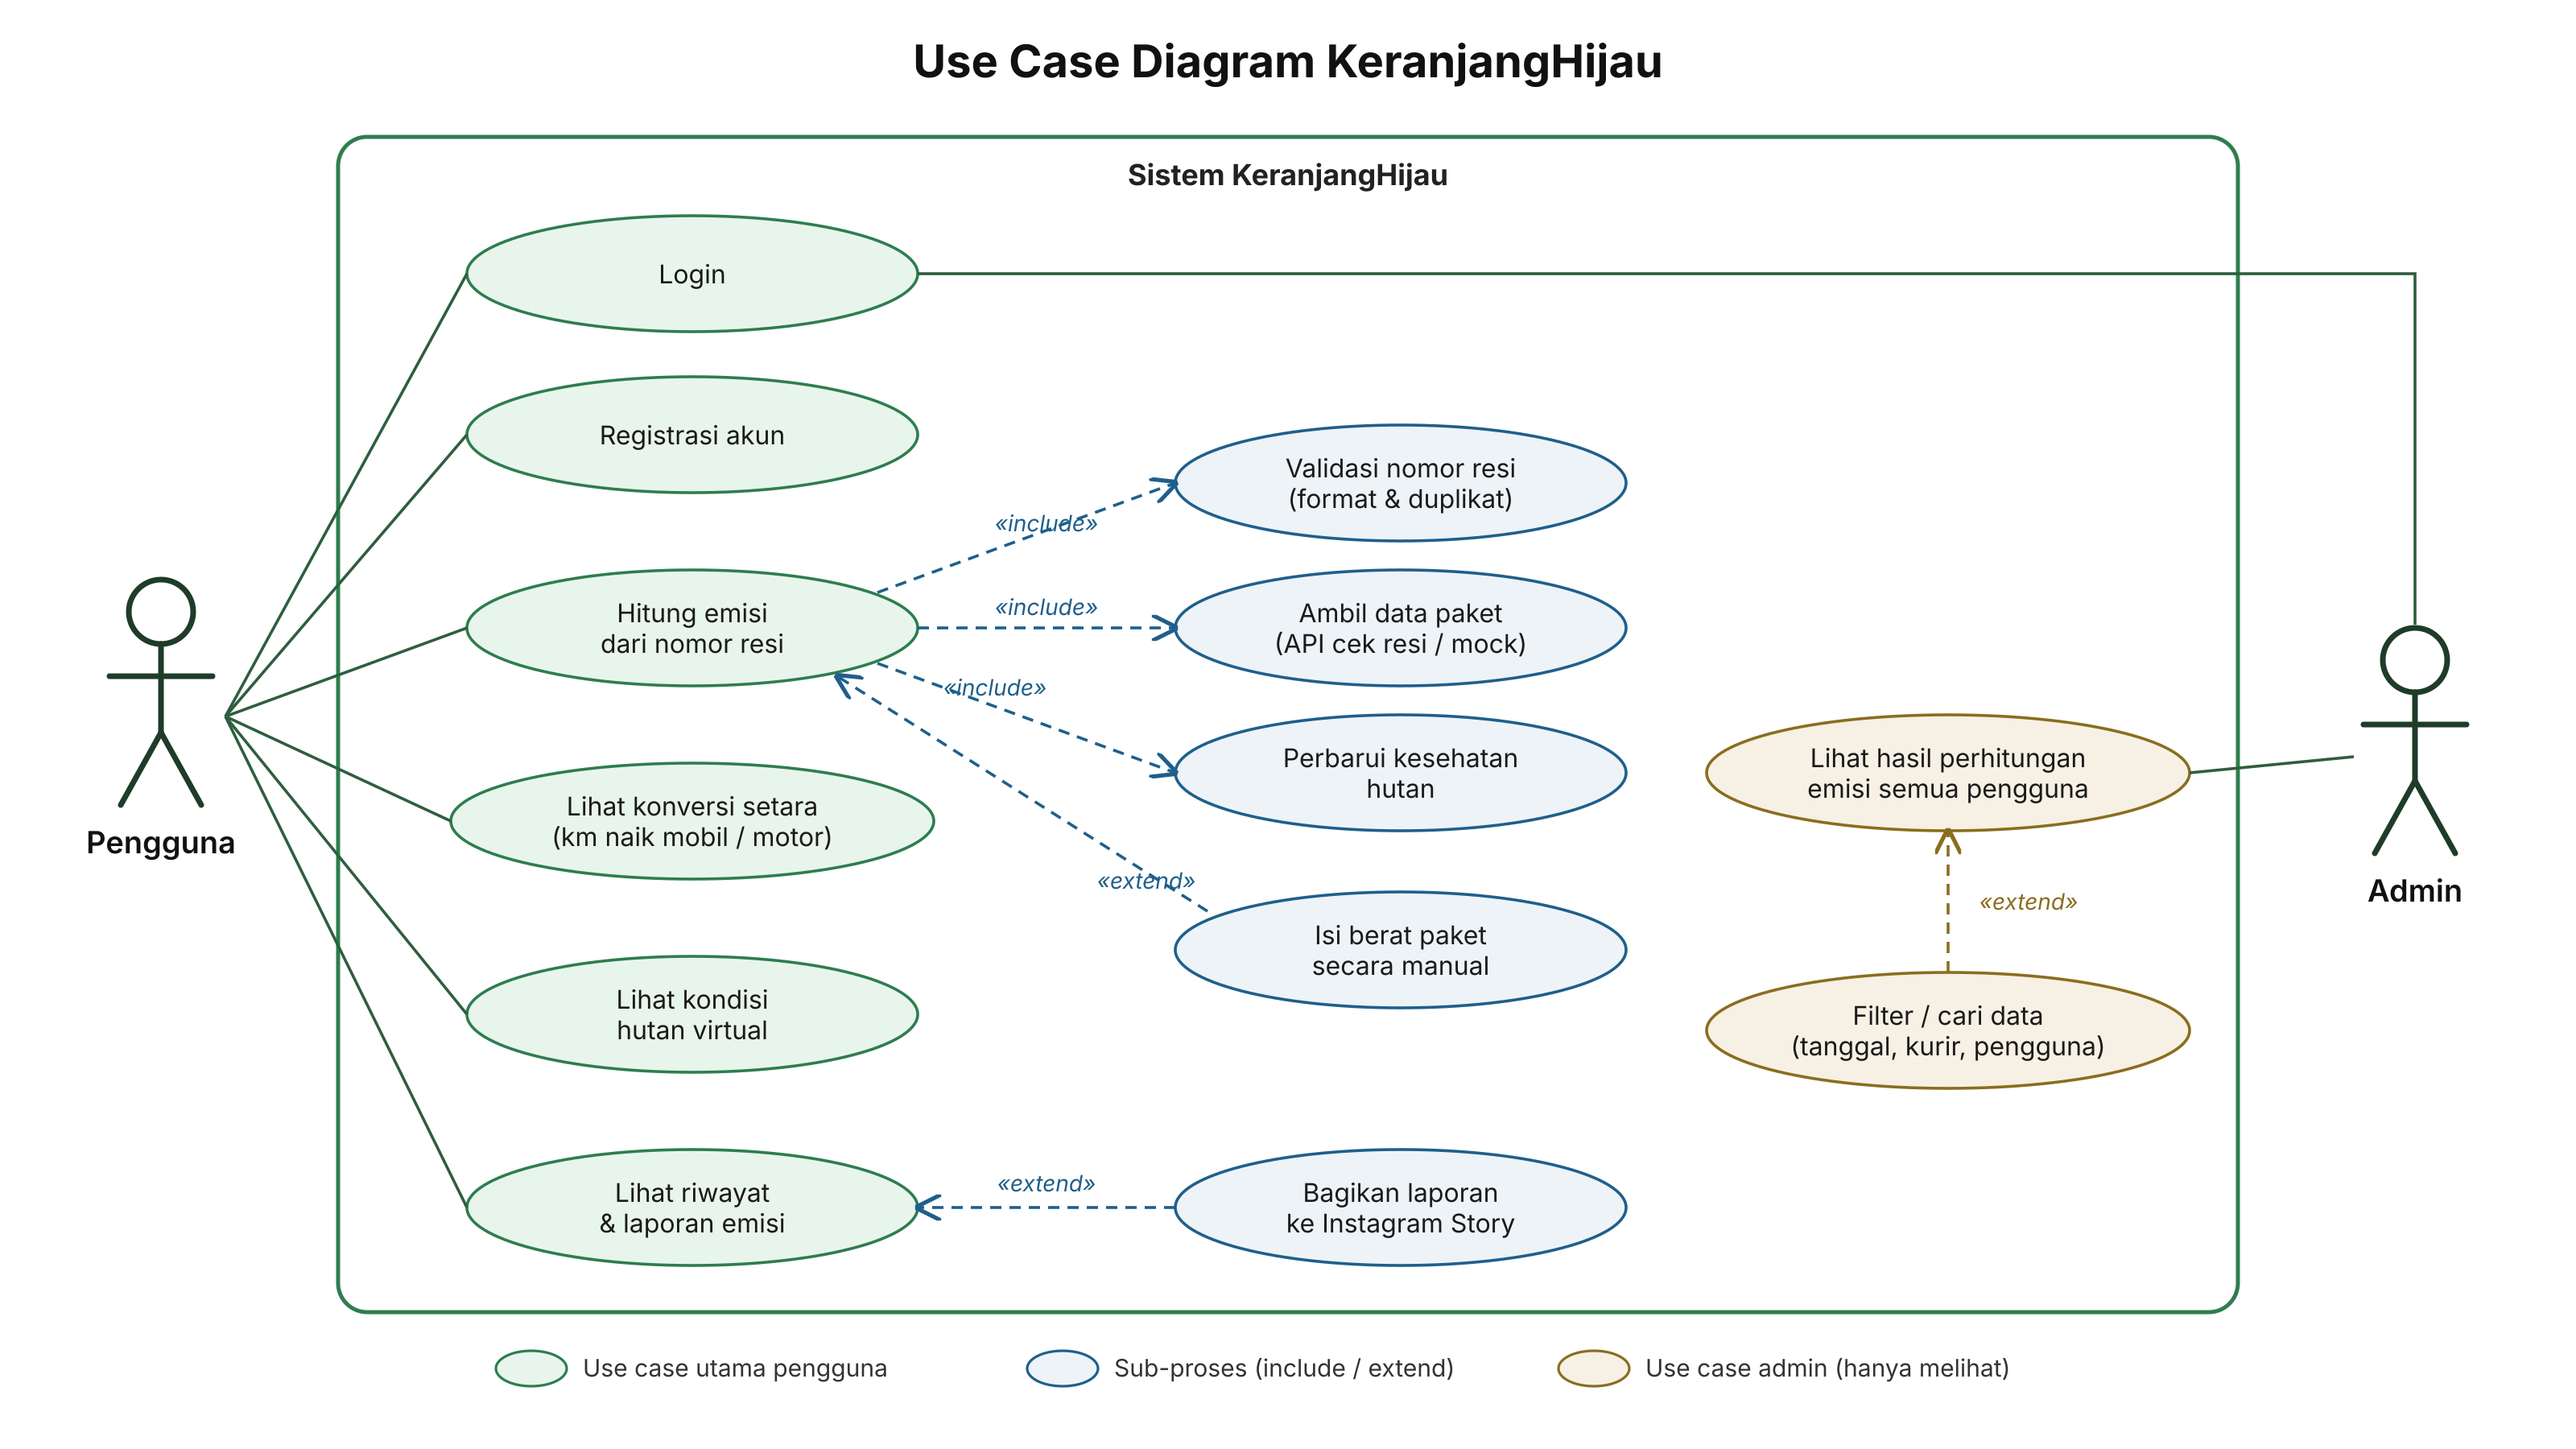 Use Case Diagram KeranjangHijau
Sistem KeranjangHijau
Login
Registrasi akun
Validasi nomor resi
(format & duplikat)
«include»
Hitung emisi
dari nomor resi
«include»
Ambil data paket
(API cek resi / mock)
«include»
Perbarui kesehatan
hutan
Lihat hasil perhitungan
emisi semua pengguna
Pengguna
Lihat konversi setara
(km naik mobil / motor)
«extend»
«extend»
Admin
Isi berat paket
secara manual
Lihat kondisi
hutan virtual
Filter / cari data
(tanggal, kurir, pengguna)
Lihat riwayat
& laporan emisi
«extend»
Bagikan laporan
ke Instagram Story
Use case utama pengguna
Sub-proses (include / extend)
Use case admin (hanya melihat)